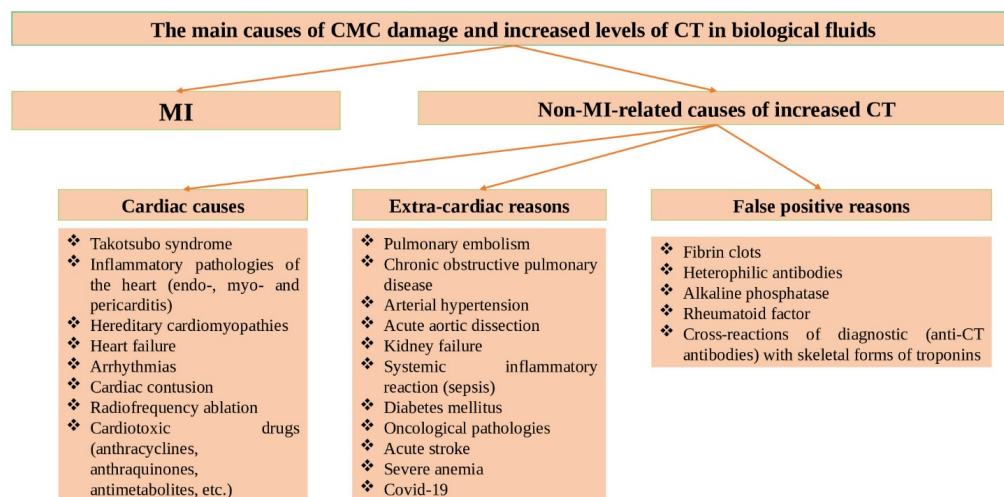 The main causes of CMC damage and increased levels of CT in biological fluids
MI
Non-MI-related causes of increased CT
Cardiac causes
❖ Takotsubo syndrome
❖ Inflammatory pathologies of
the heart (endo-, myo- and
pericarditis)
❖ Hereditary cardiomyopathies
❖ Heart failure
❖ Arrhythmias
❖ Cardiac contusion
❖ Radiofrequency ablation
❖ Cardiotoxic drugs
(anthracyclines,
anthraquinones,
antimetabolites, etc.)
Extra-cardiac reasons
❖ Pulmonary embolism
❖ Chronic obstructive pulmonary
disease
❖ Arterial hypertension
❖ Acute aortic dissection
❖ Kidney failure
❖ Systemic inflammatory
reaction (sepsis)
❖ Diabetes mellitus
❖ Oncological pathologies
❖ Acute stroke
❖ Severe anemia
❖ Covid-19
False positive reasons
❖ Fibrin clots
❖ Heterophilic antibodies
❖ Alkaline phosphatase
❖ Rheumatoid factor
❖ Cross-reactions of diagnostic (anti-CT
antibodies) with skeletal forms of troponins